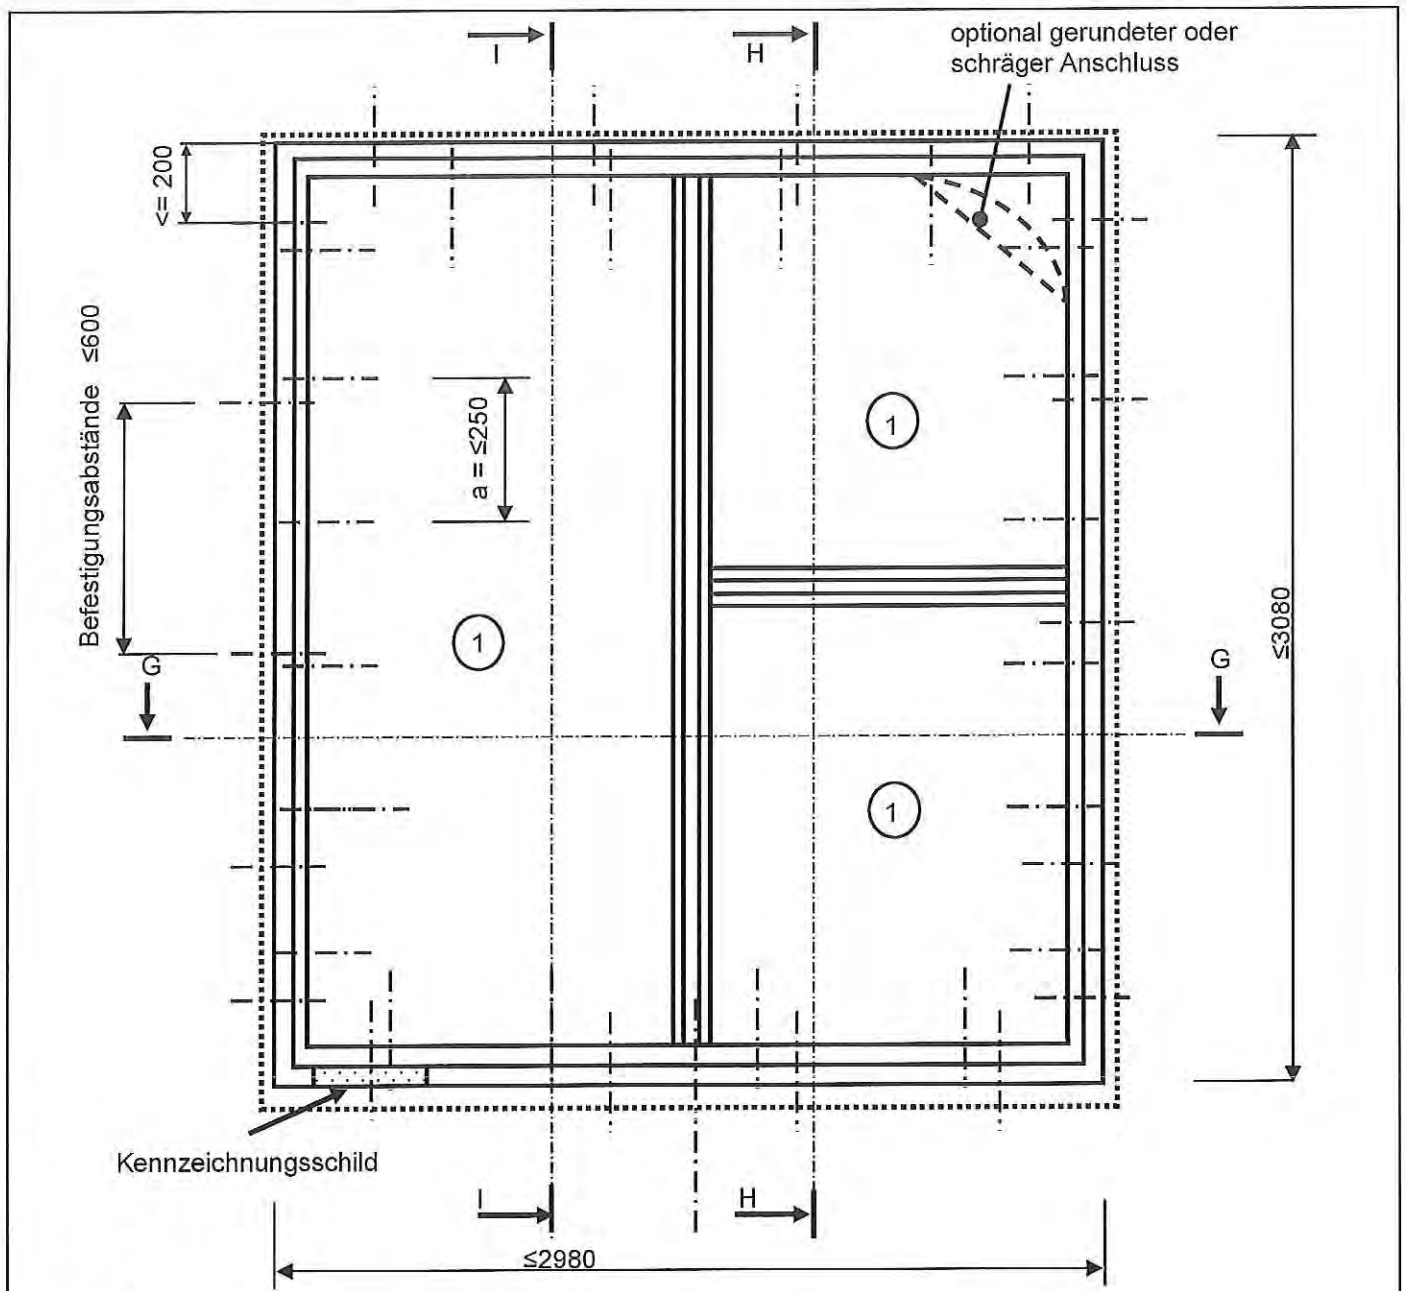 I
H
optional gerundeter oder
schräger Anschluss
<= 200
Befestigungsabstände ≤600
a = ≤250
1
1
≤3080
G
G
1
Kennzeichnungsschild
I
H
≤2980